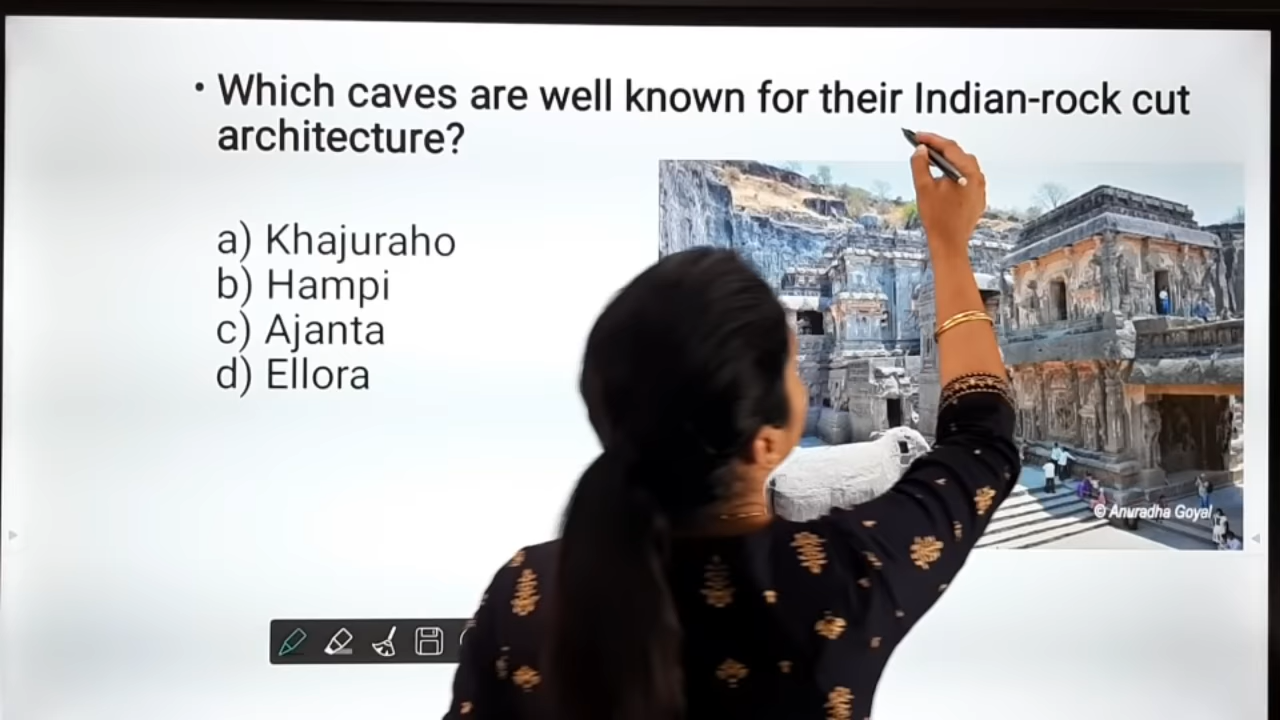 • Which caves are well known for their Indian-rock cut
architecture?
a) Khajuraho
b) Hampi
c) Ajanta
d) Ellora
© Anuradha Goyal